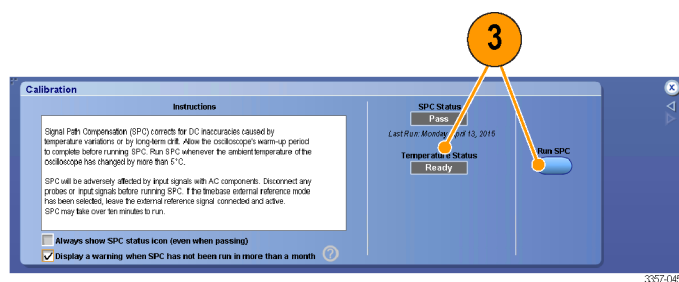 3
Calibration
x
Instructions
Signal Path Compensation (SPC) corrects for DC inaccuracies caused by
temperature variations or by long-term drift. Allow the oscilloscope's warm-up period
to complete before running SPC. Run SPC whenever the ambient temperature of the
oscilloscope has changed by more than 5°C.
SPC will be adversely affected by input signals with AC components. Disconnect any
probes or input signals before running SPC. If the timebase external reference mode
has been selected, leave the external reference signal connected and active.
SPC may take over ten minutes to run.
Always show SPC status icon (even when passing)
Display a warning when SPC has not been run in more than a month
?
SPC Status
Pass
Last Run: Monday, April 13, 2015
Temperature Status
Ready
Run SPC
3357-045